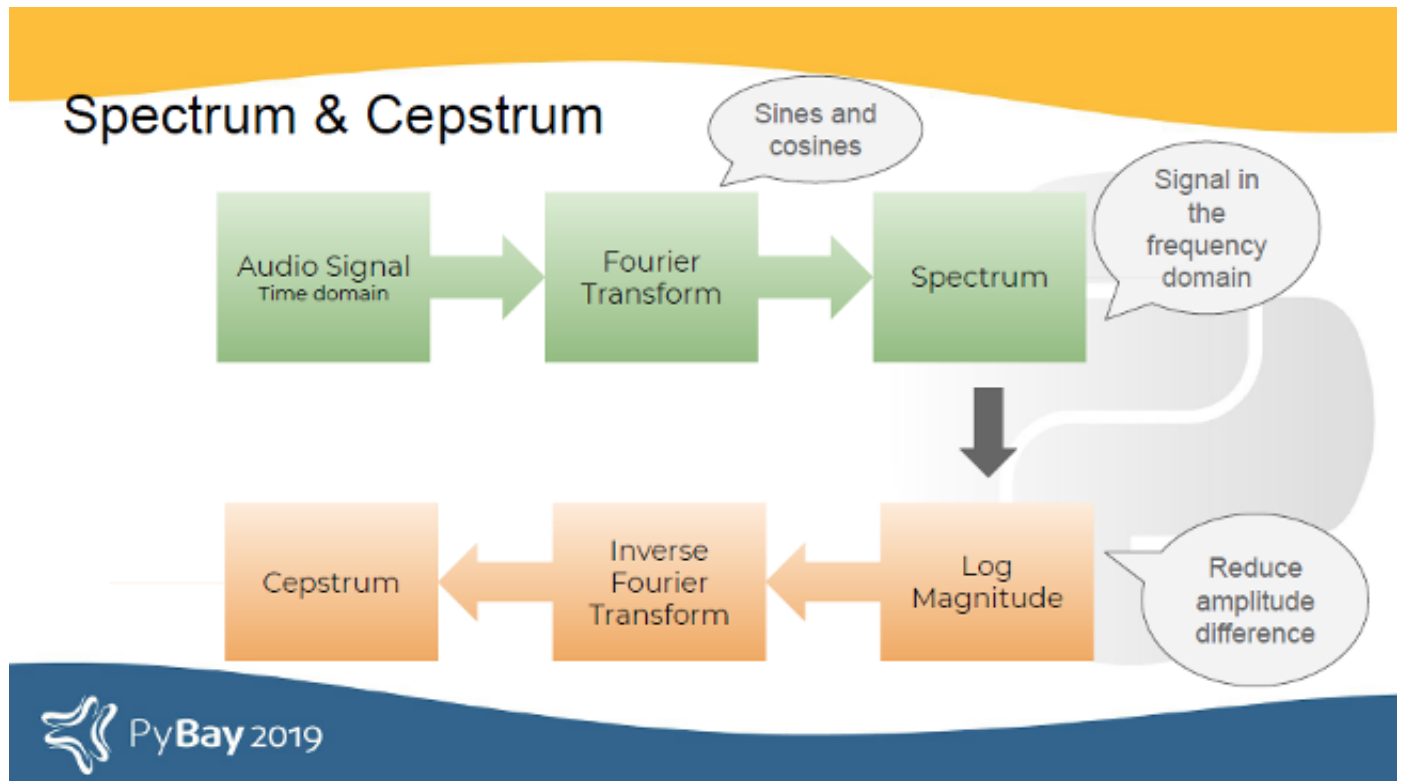 Spectrum & Cepstrum
Sines and
cosines
Signal in
the
frequency
domain
Audio Signal
Time domain
Fourier
Transform
Spectrum
Cepstrum
Inverse
Fourier
Transform
Log
Magnitude
Reduce
amplitude
difference
PyBay 2019